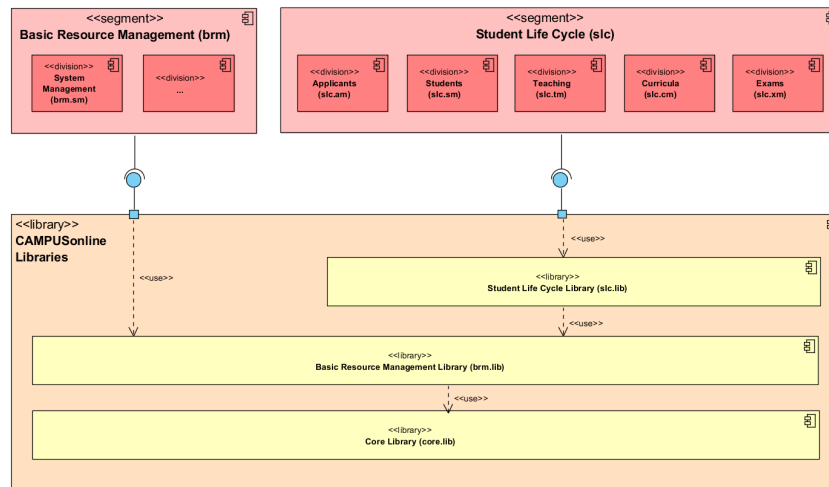 <<segment>>
Basic Resource Management (brm)
<<division>>
System
Management
(brm.sm)
<<division>>
...
<<segment>>
Student Life Cycle (slc)
<<division>>
Applicants
(slc.am)
<<division>>
Students
(slc.sm)
<<division>>
Teaching
(slc.tm)
<<division>>
Curricula
(slc.cm)
<<division>>
Exams
(slc.xm)
<<library>>
CAMPUSonline
Libraries
<<use>>
<<use>>
<<library>>
Student Life Cycle Library (slc.lib)
<<use>>
<<library>>
Basic Resource Management Library (brm.lib)
<<use>>
<<library>>
Core Library (core.lib)